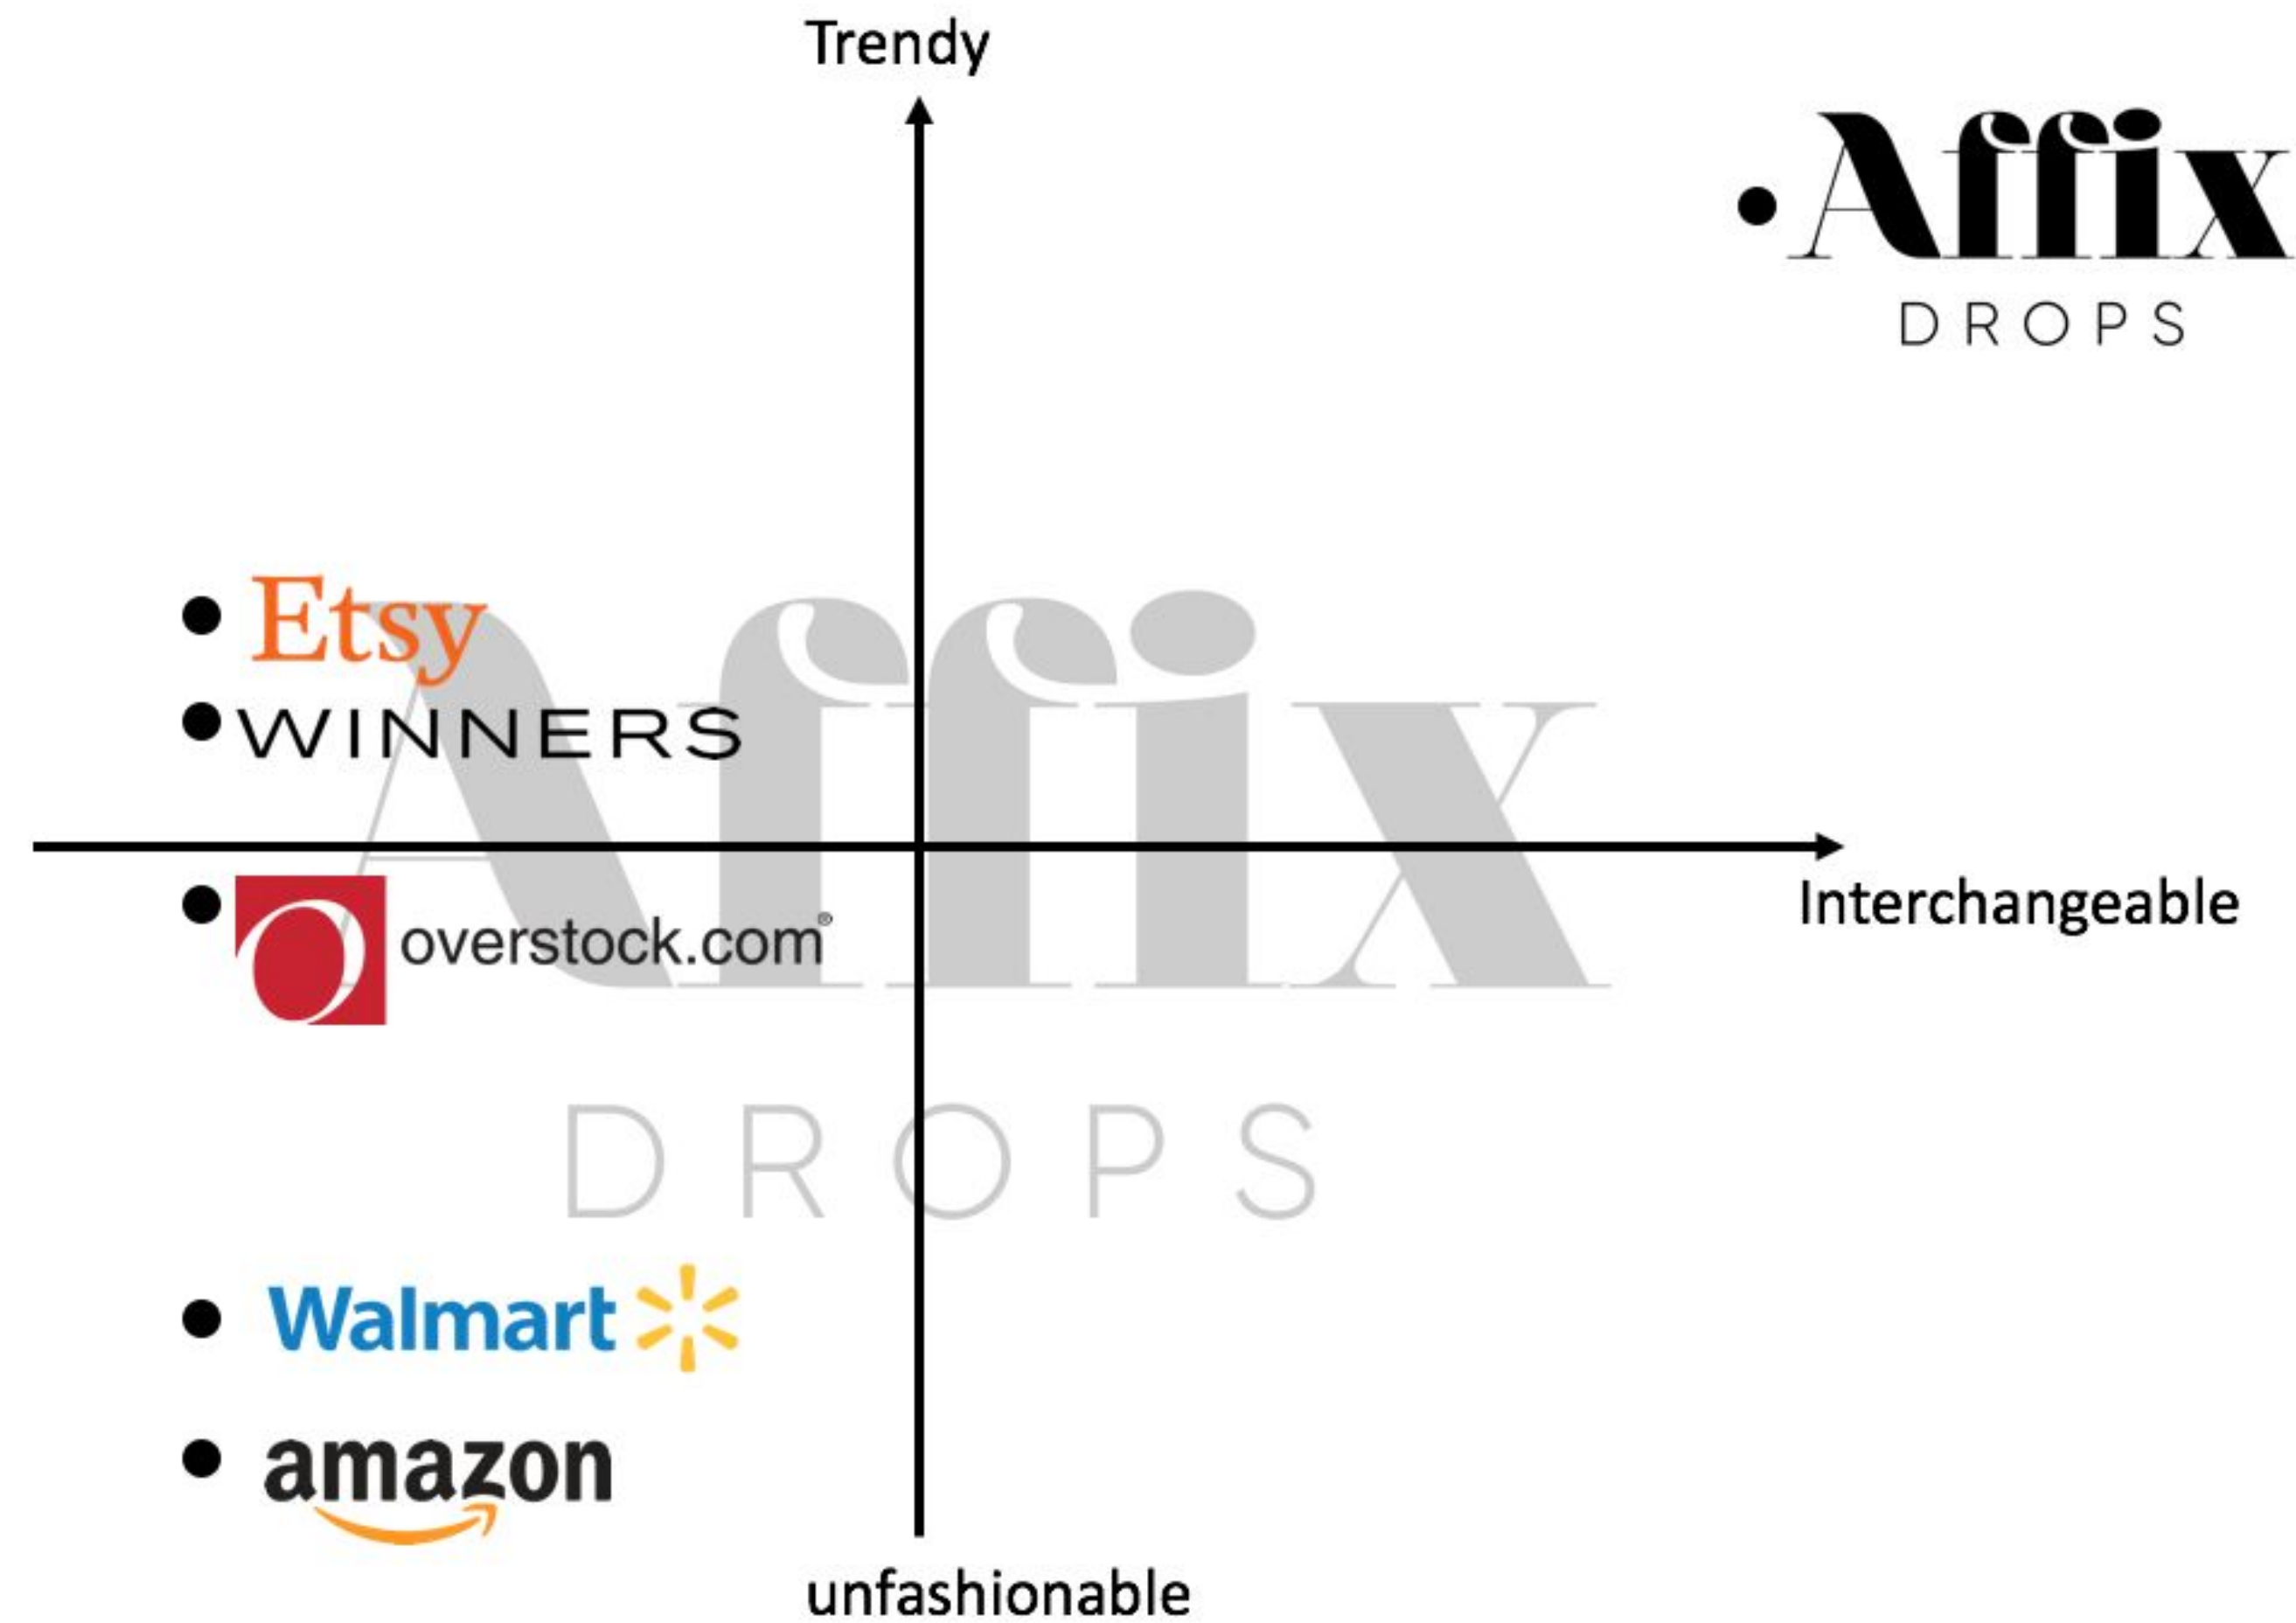 Trendy
Affix
DROPS
Etsy
WINNERS
Affix
Interchangeable
overstock.com®
DROPS
Walmart
amazon
unfashionable